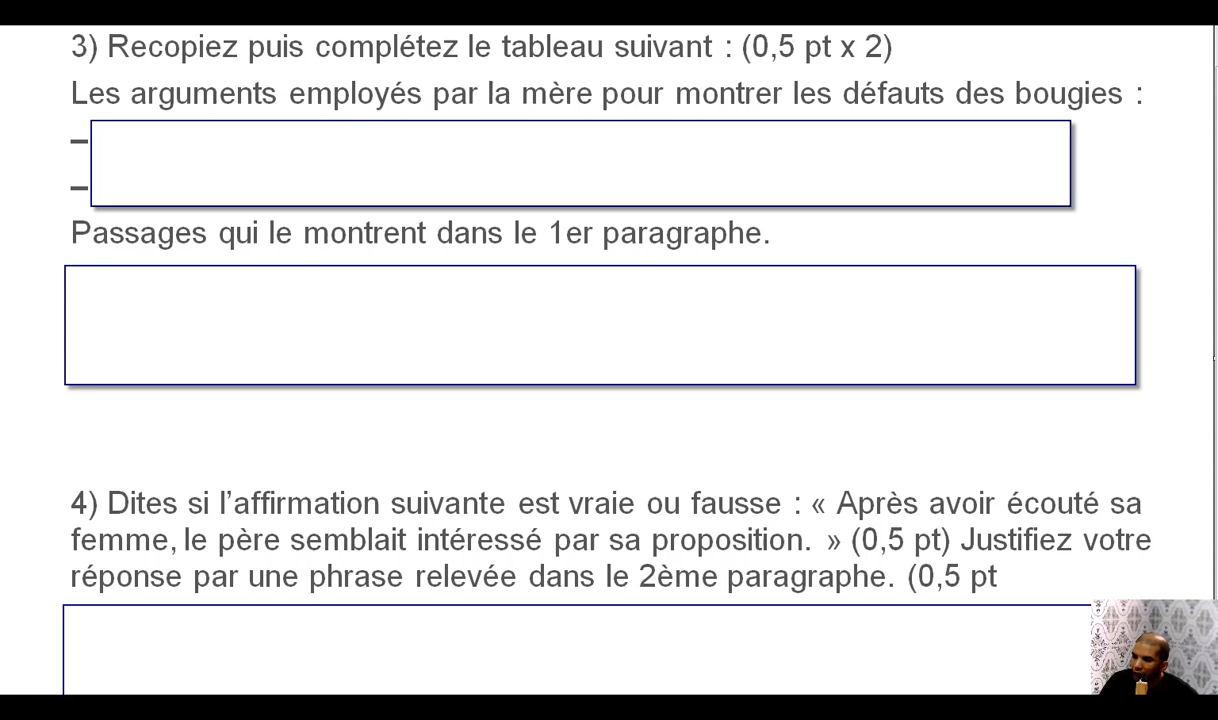 3) Recopiez puis complétez le tableau suivant : (0,5 pt x 2)
Les arguments employés par la mère pour montrer les défauts des bougies :
–
–
Passages qui le montrent dans le 1er paragraphe.
4) Dites si l’affirmation suivante est vraie ou fausse : « Après avoir écouté sa
femme, le père semblait intéressé par sa proposition. » (0,5 pt) Justifiez votre
réponse par une phrase relevée dans le 2ème paragraphe. (0,5 pt